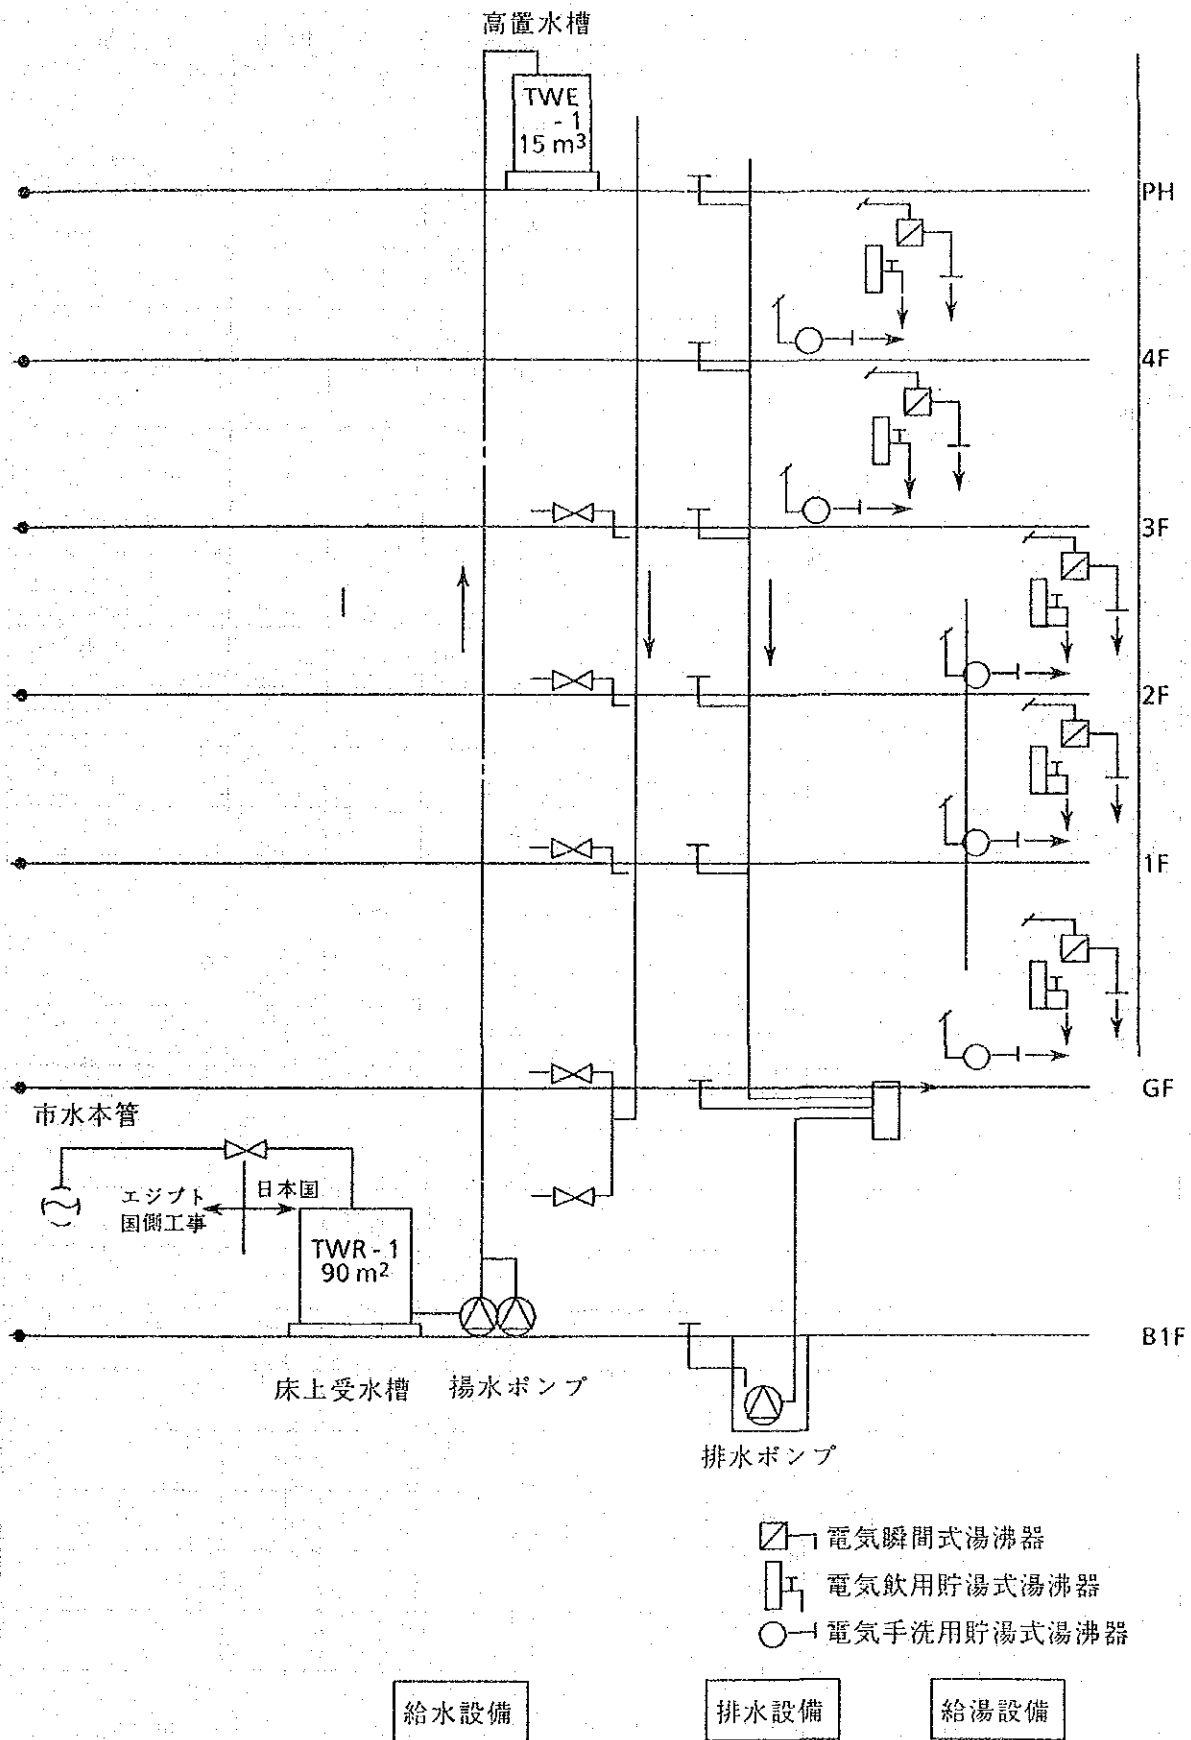 高置水槽
TWE
- 1
15 m³
PH
4F
3F
2F
1F
GF
市水本管
エジプト
国側工事
日本国
TWR - 1
90 m²
B1F
床上受水槽
揚水ポンプ
排水ポンプ
電気瞬間式湯沸器
電気飲用貯湯式湯沸器
電気手洗用貯湯式湯沸器
給水設備
排水設備
給湯設備